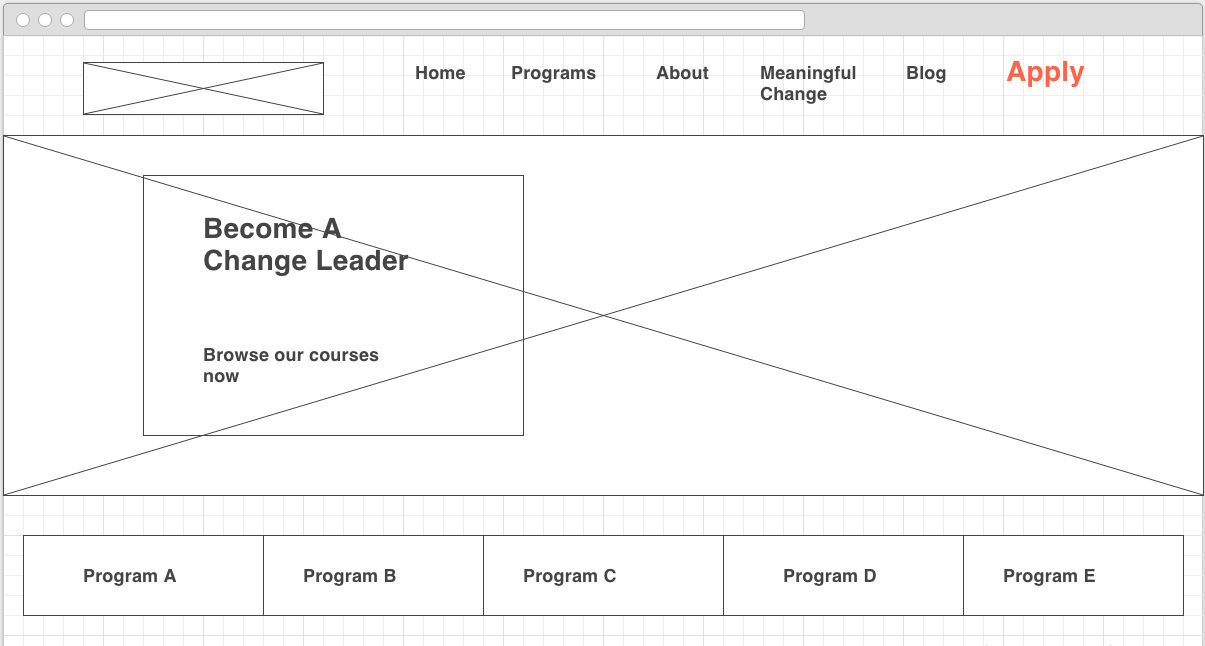 Home Programs About Meaningful Change Blog Apply
Become A
Change Leader
Browse our courses
now
Program A Program B Program C Program D Program E